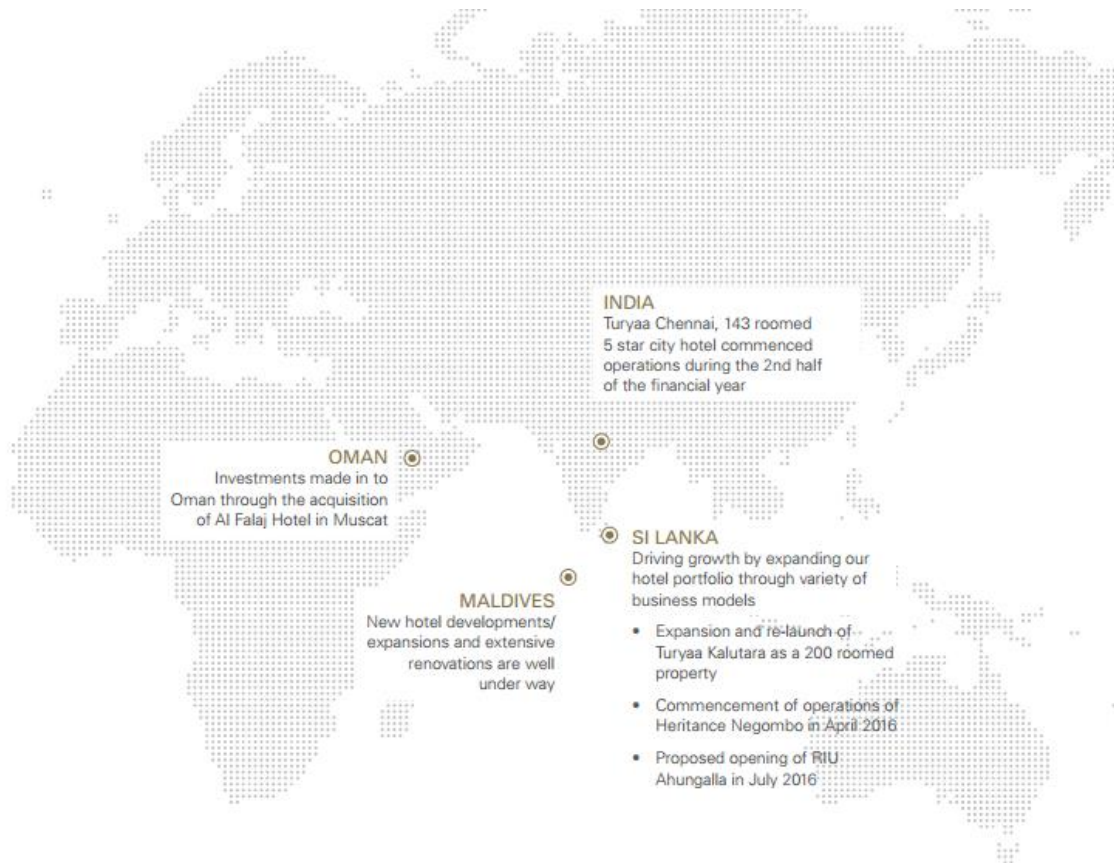 INDIA
Turyaa Chennai, 143 roomed
5 star city hotel commenced
operations during the 2nd half
of the financial year
OMAN
Investments made in to
Oman through the acquisition
of Al Falaj Hotel in Muscat
SI LANKA
Driving growth by expanding our
hotel portfolio through variety of
business models
• Expansion and re-launch of
Turyaa Kalutara as a 200 roomed
property
• Commencement of operations of
Heritance Negombo in April 2016
• Proposed opening of RIU
Ahungalla in July 2016
MALDIVES
New hotel developments/
expansions and extensive
renovations are well
under way